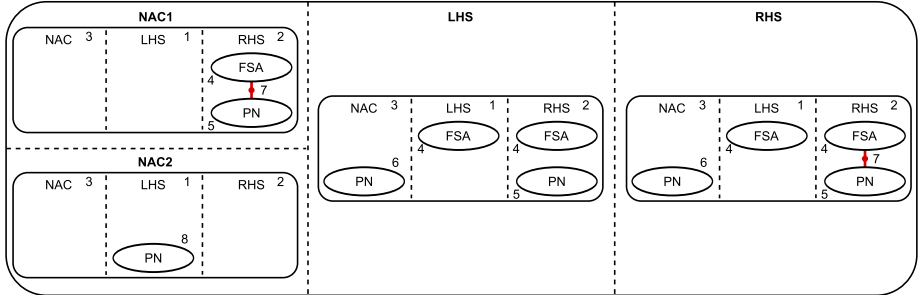 NAC1
NAC 3 LHS 1 RHS 2
FSA
4
7
PN
5
NAC2
NAC 3 LHS 1 RHS 2
8
PN
LHS
NAC 3 LHS 1 RHS 2
FSA FSA
4 4
6
PN PN
5
RHS
NAC 3 LHS 1 RHS 2
FSA FSA
4 4
7
6
PN PN
5